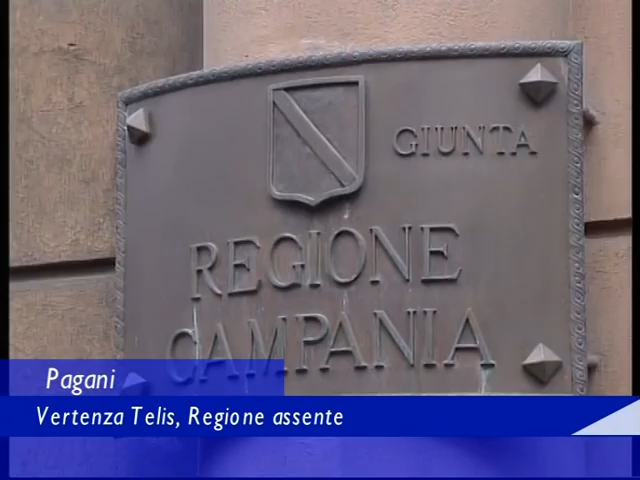 GIUNTA
REGIONE
CAMPANIA
Pagani
Vertenza Telis, Regione assente